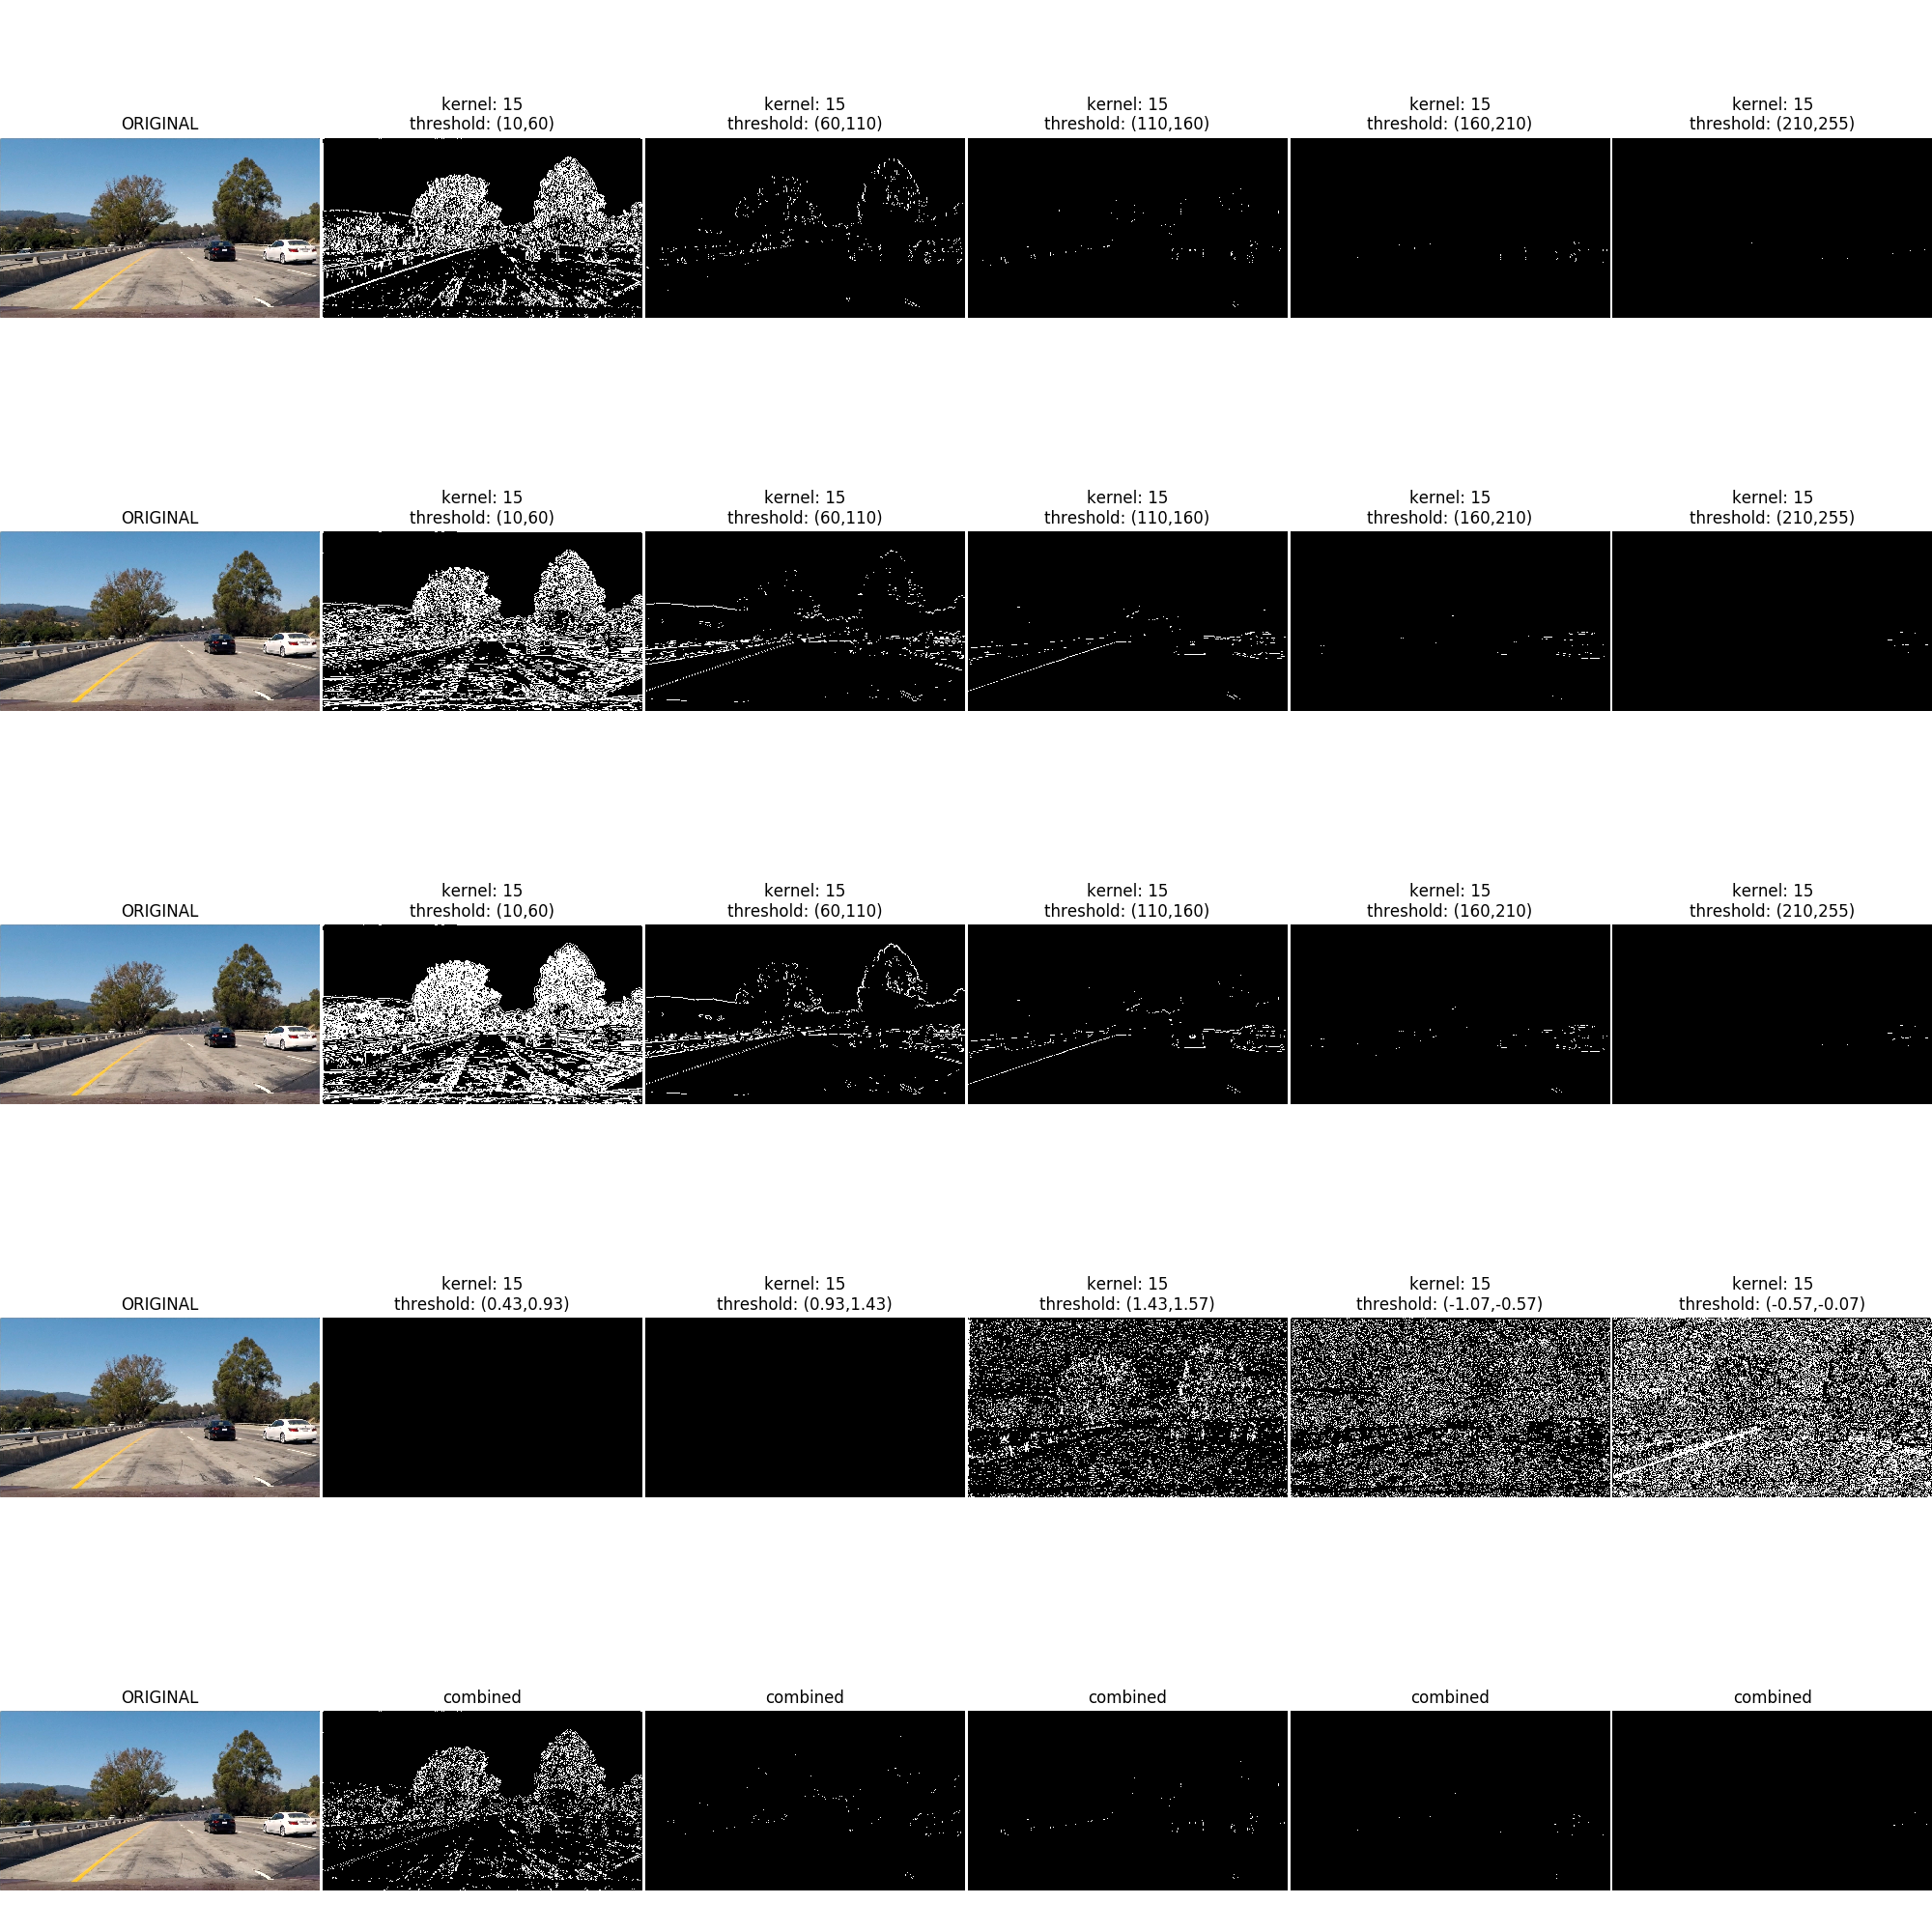 ORIGINAL
kernel: 15
threshold: (10,60)
kernel: 15
threshold: (60,110)
kernel: 15
threshold: (110,160)
kernel: 15
threshold: (160,210)
kernel: 15
threshold: (210,255)
ORIGINAL
kernel: 15
threshold: (10,60)
kernel: 15
threshold: (60,110)
kernel: 15
threshold: (110,160)
kernel: 15
threshold: (160,210)
kernel: 15
threshold: (210,255)
ORIGINAL
kernel: 15
threshold: (10,60)
kernel: 15
threshold: (60,110)
kernel: 15
threshold: (110,160)
kernel: 15
threshold: (160,210)
kernel: 15
threshold: (210,255)
ORIGINAL
kernel: 15
threshold: (0.43,0.93)
kernel: 15
threshold: (0.93,1.43)
kernel: 15
threshold: (1.43,1.57)
kernel: 15
threshold: (-1.07,-0.57)
kernel: 15
threshold: (-0.57,-0.07)
ORIGINAL
combined
combined
combined
combined
combined